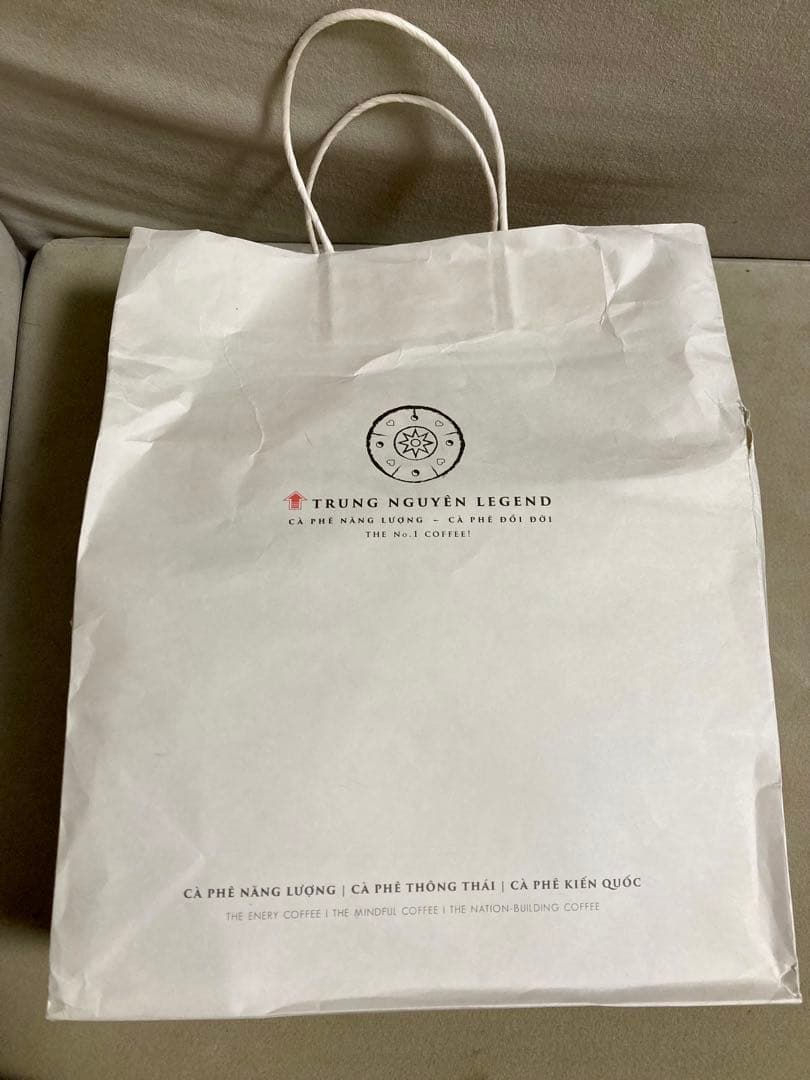 TRUNG NGUYÊN LEGEND
CÀ PHÊ NĂNG LƯỢNG – CÀ PHÊ ĐỔI ĐỜI
THE No.1 COFFEE!
CÀ PHÊ NĂNG LƯỢNG | CÀ PHÊ THÔNG THÁI | CÀ PHÊ KIẾN QUỐC
THE ENERY COFFEE I THE MINDFUL COFFEE I THE NATION-BUILDING COFFEE